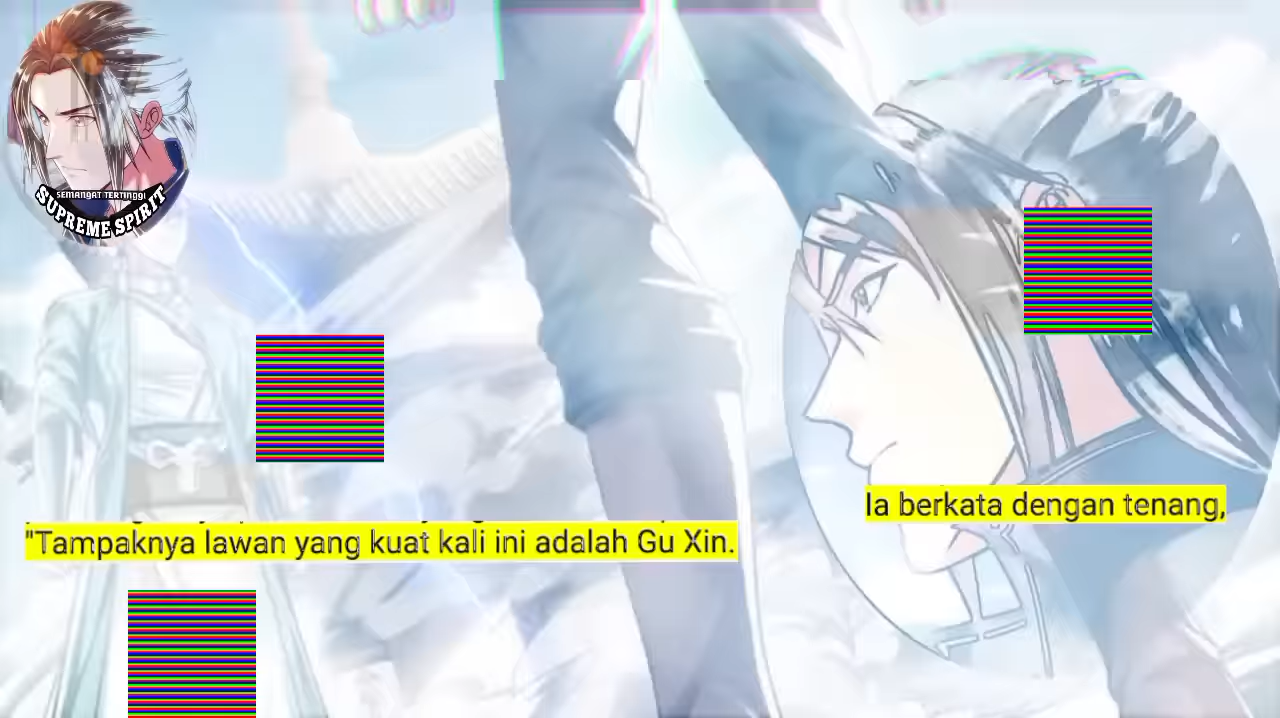 SEMANGAT TERTINGGI
SUPREME SPIRIT
Ia berkata dengan tenang,
"Tampaknya lawan yang kuat kali ini adalah Gu Xin.